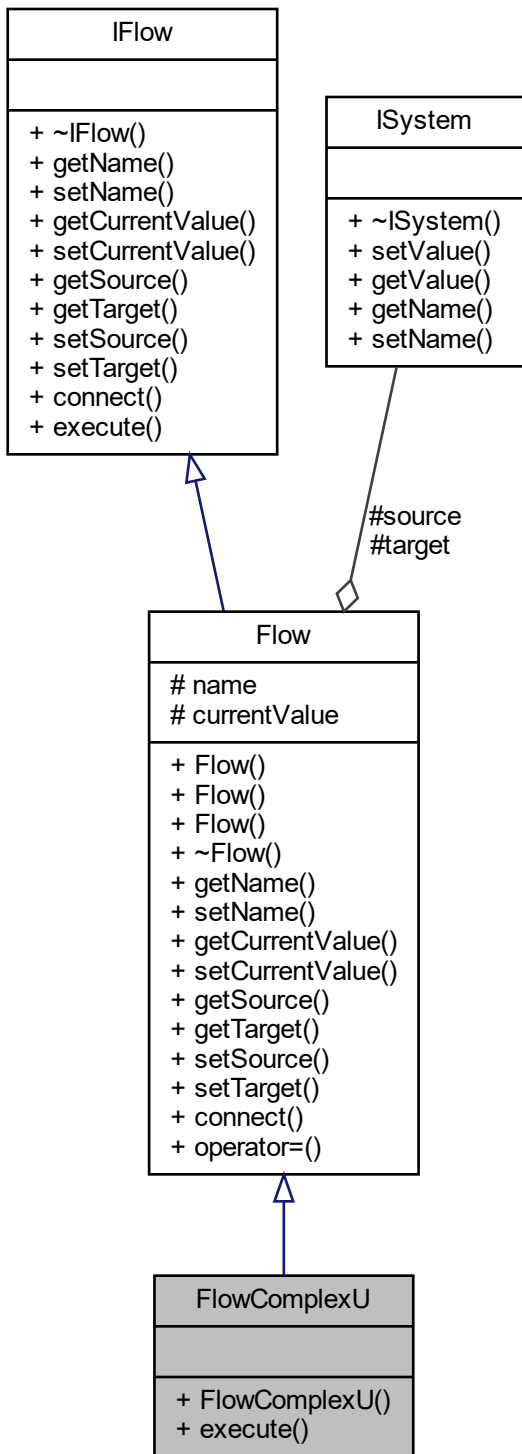 IFlow
+ ~IFlow()
+ getName()
+ setName()
+ getCurrentValue()
+ setCurrentValue()
+ getSource()
+ getTarget()
+ setSource()
+ setTarget()
+ connect()
+ execute()
ISystem
+ ~ISystem()
+ setValue()
+ getValue()
+ getName()
+ setName()
#source
#target
Flow
# name
# currentValue
+ Flow()
+ Flow()
+ Flow()
+ ~Flow()
+ getName()
+ setName()
+ getCurrentValue()
+ setCurrentValue()
+ getSource()
+ getTarget()
+ setSource()
+ setTarget()
+ connect()
+ operator=()
FlowComplexU
+ FlowComplexU()
+ execute()